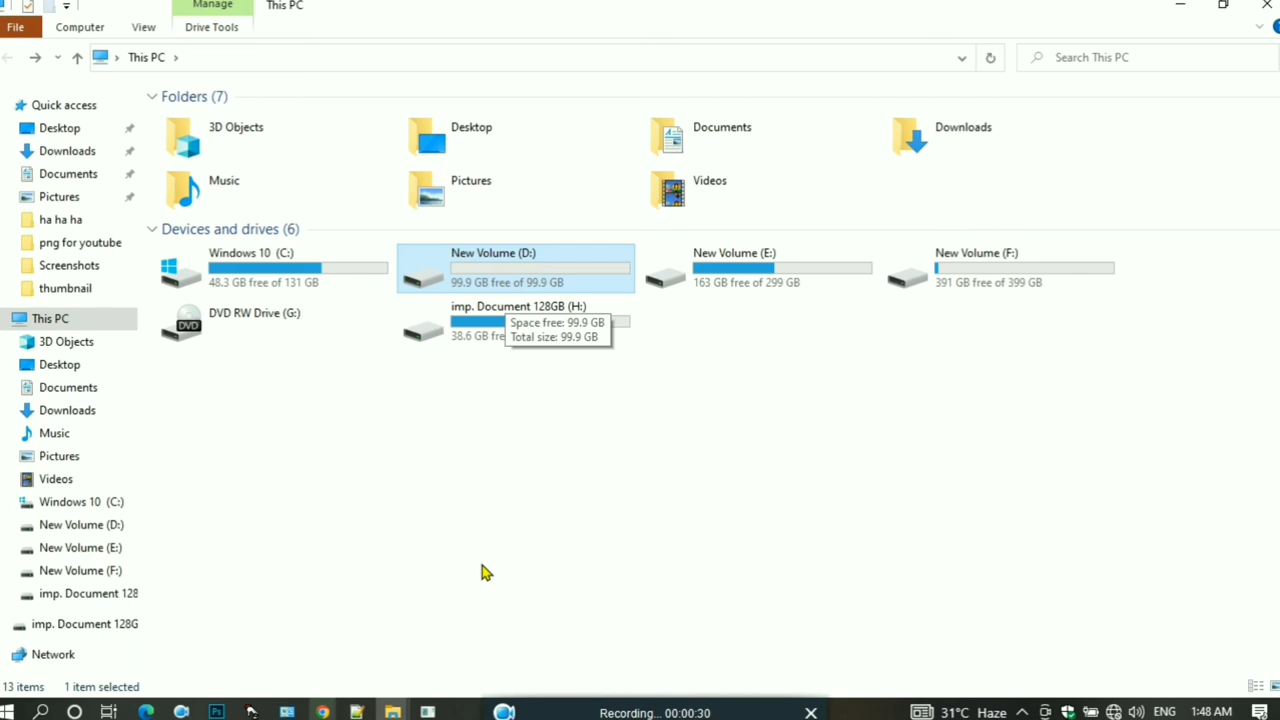 Manage
This PC
File
Computer
View
Drive Tools
This PC
Search This PC
Quick access
Desktop
Downloads
Documents
Pictures
ha ha ha
png for youtube
Screenshots
thumbnail
This PC
3D Objects
Desktop
Documents
Downloads
Music
Pictures
Videos
Windows 10 (C:)
New Volume (D:)
New Volume (E:)
New Volume (F:)
imp. Document 128
imp. Document 128G
Network
Folders (7)
3D Objects
Desktop
Documents
Downloads
Music
Pictures
Videos
Devices and drives (6)
Windows 10 (C:)
48.3 GB free of 131 GB
New Volume (D:)
99.9 GB free of 99.9 GB
New Volume (E:)
163 GB free of 299 GB
New Volume (F:)
391 GB free of 399 GB
DVD
DVD RW Drive (G:)
imp. Document 128GB (H:)
38.6 GB fre
Space free: 99.9 GB
Total size: 99.9 GB
13 items
1 item selected
Ps
Recording... 00:00:30
31°C Haze
ENG
1:48 AM